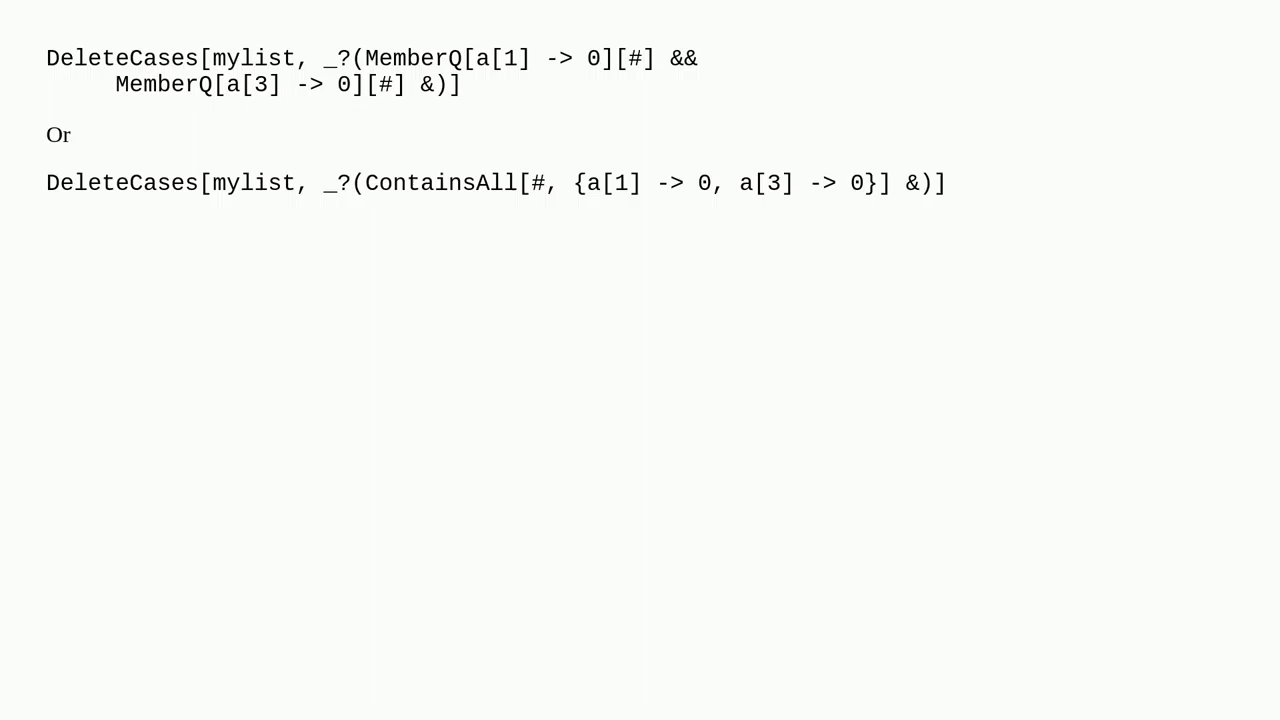 DeleteCases[mylist, _?(MemberQ[a[1] -> 0][#] &&
     MemberQ[a[3] -> 0][#] &)]
Or
DeleteCases[mylist, _?(ContainsAll[#, {a[1] -> 0, a[3] -> 0}] &)]